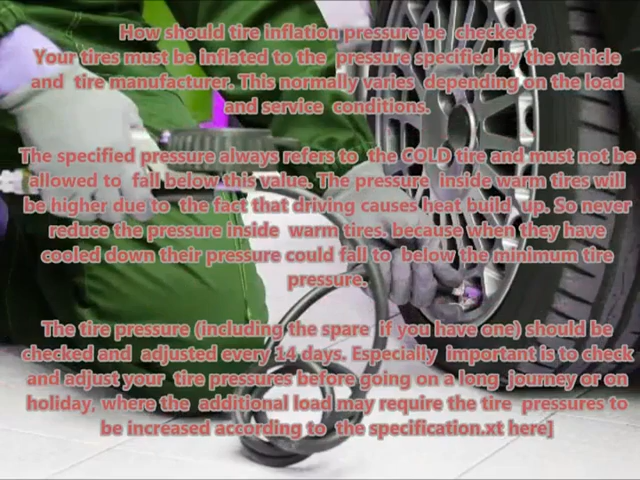 How should tire inflation pressure be checked?
Your tires must be inflated to the pressure specified by the vehicle
and tire manufacturer. This normally varies depending on the load
and service conditions.
The specified pressure always refers to the COLD tire and must not be
allowed to fall below this value. The pressure inside warm tires will
be higher due to the fact that driving causes heat build up. So never
reduce the pressure inside warm tires. because when they have
cooled down their pressure could fall to below the minimum tire
pressure.
The tire pressure (including the spare if you have one) should be
checked and adjusted every 14 days. Especially important is to check
and adjust your tire pressures before going on a long journey or on
holiday, where the additional load may require the tire pressures to
be increased according to the specification.xt here]